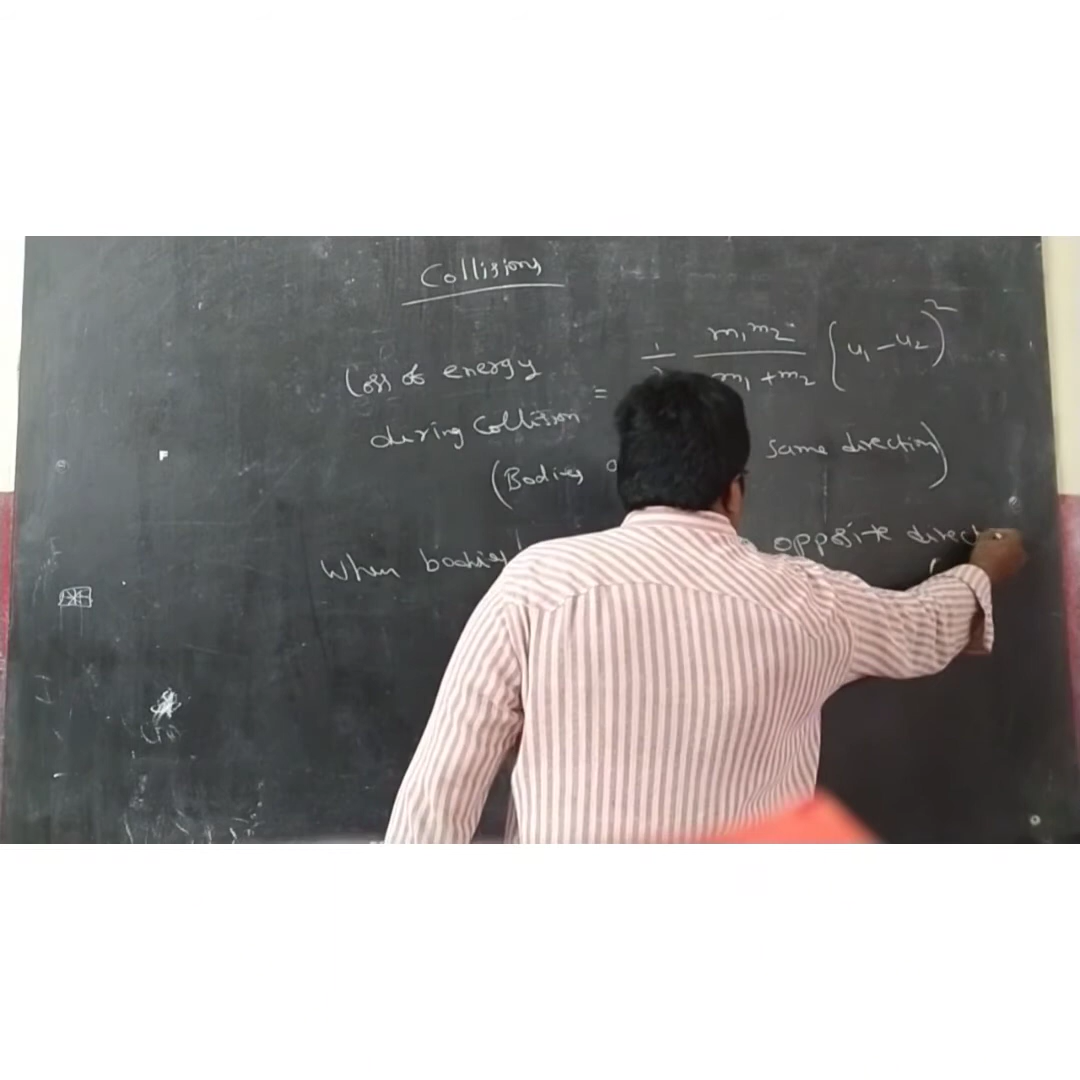 Collisions
Loss of energy
during Collision = 1 m1m2 / m1 + m2 (u1 - u2)^2
(Bodies same direction)
When bodies opposite direct